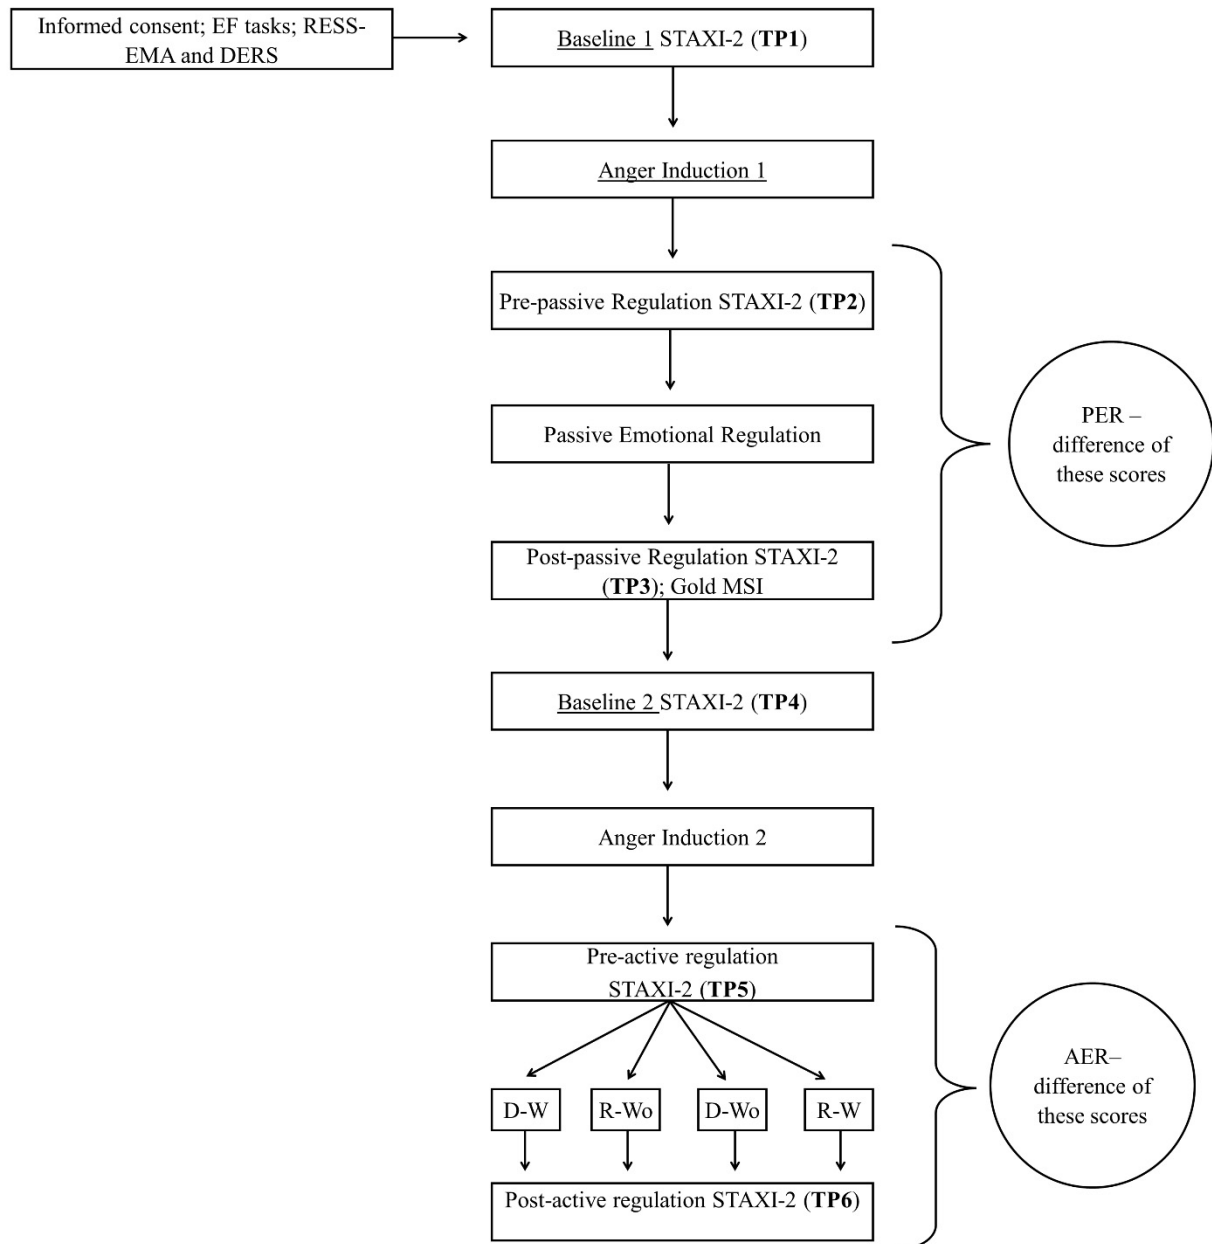 Informed consent; EF tasks; RESS-
EMA and DERS
Baseline 1 STAXI-2 (TP1)
Anger Induction 1
Pre-passive Regulation STAXI-2 (TP2)
Passive Emotional Regulation
Post-passive Regulation STAXI-2
(TP3); Gold MSI
PER –
difference of
these scores
Baseline 2 STAXI-2 (TP4)
Anger Induction 2
Pre-active regulation
STAXI-2 (TP5)
D-W
R-Wo
D-Wo
R-W
Post-active regulation STAXI-2 (TP6)
AER–
difference of
these scores